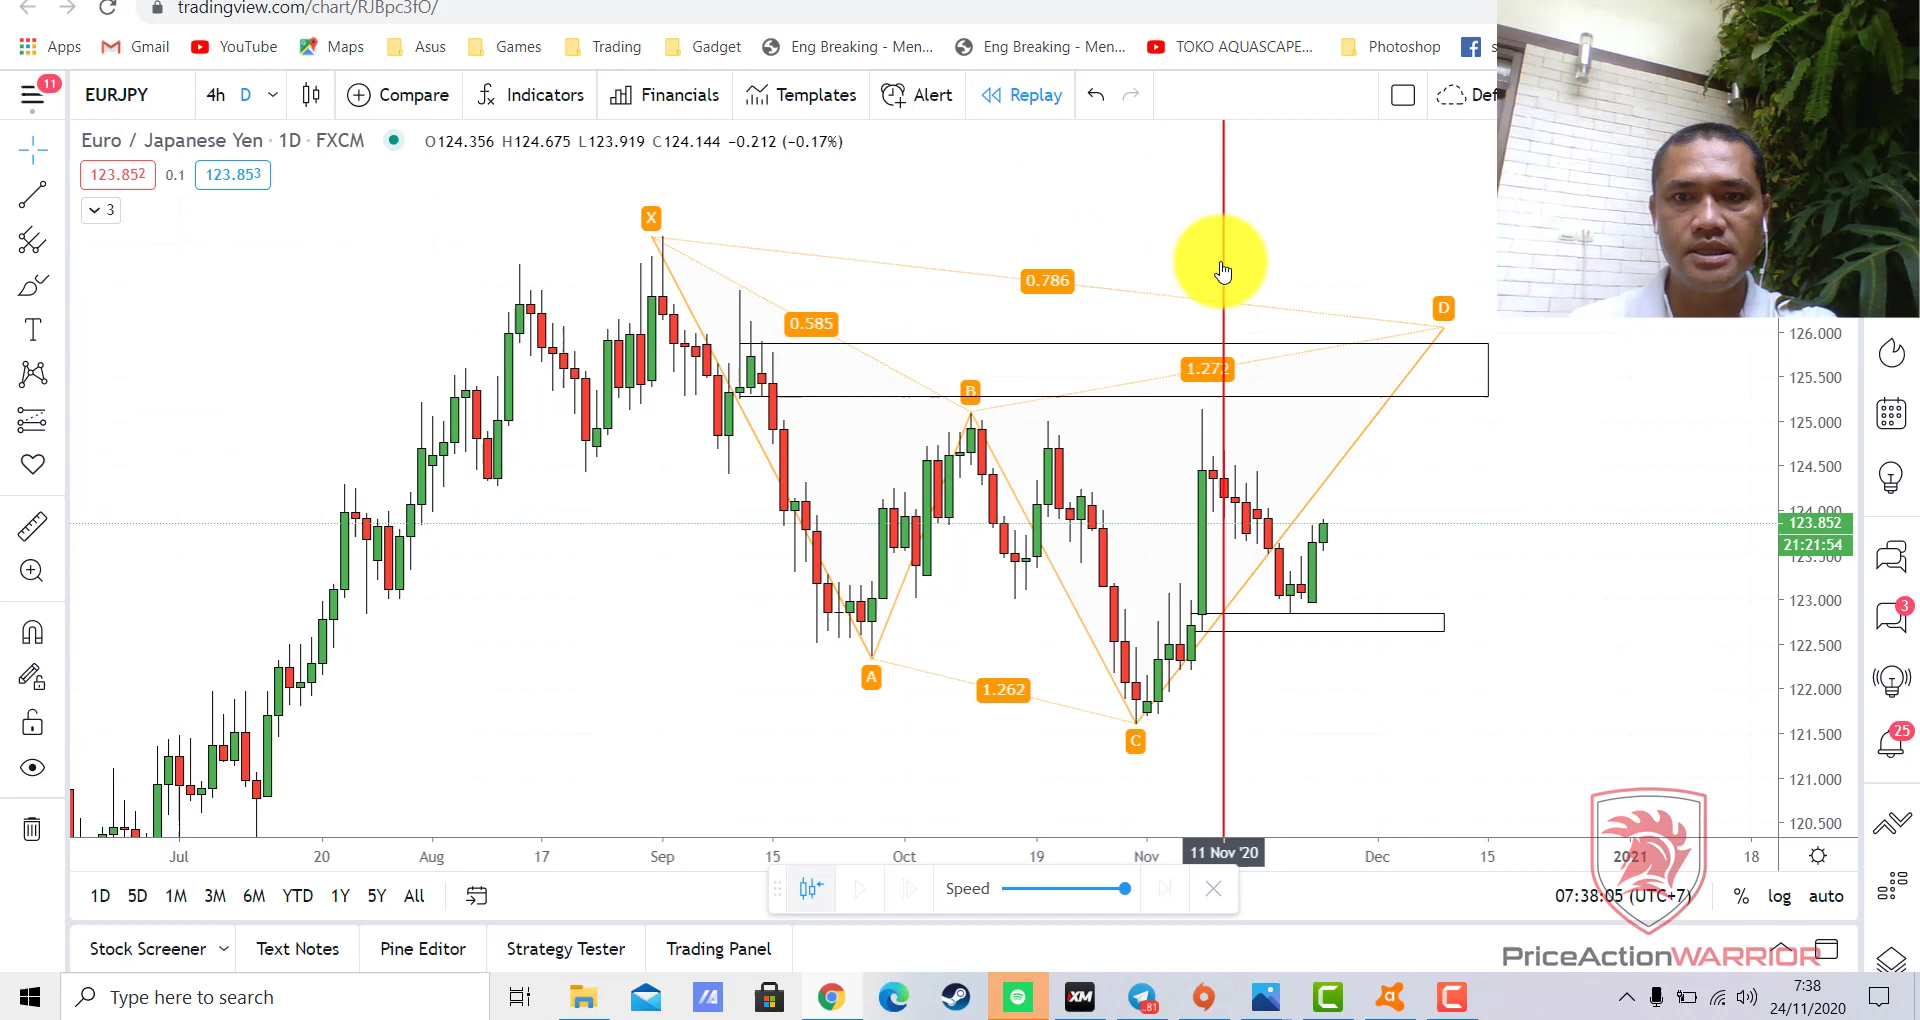 tradingview.com/chart/RJBpc3fO/
Apps Gmail YouTube Maps Asus Games Trading Gadget Eng Breaking - Men... Eng Breaking - Men... TOKO AQUASCAPE... Photoshop s
11
EURJPY 4h D Compare Indicators Financials Templates Alert Replay Def
Euro / Japanese Yen · 1D · FXCM O124.356 H124.675 L123.919 C124.144 −0.212 (−0.17%)
123.852 0.1 123.853
3
X
0.786
D
0.585
1.272
B
A
1.262
C
126.000
125.500
125.000
124.500
124.000
123.852
21:21:54
123.500
123.000
122.500
122.000
121.500
121.000
120.500
3
25
Jul 20 Aug 17 Sep 15 Oct 19 Nov 11 Nov '20 Dec 15 2021 18
Speed
1D 5D 1M 3M 6M YTD 1Y 5Y All
07:38:05 (UTC+7) % log auto
Stock Screener Text Notes Pine Editor Strategy Tester Trading Panel
PriceActionWARRIOR
Type here to search
XM
81
7:38
24/11/2020